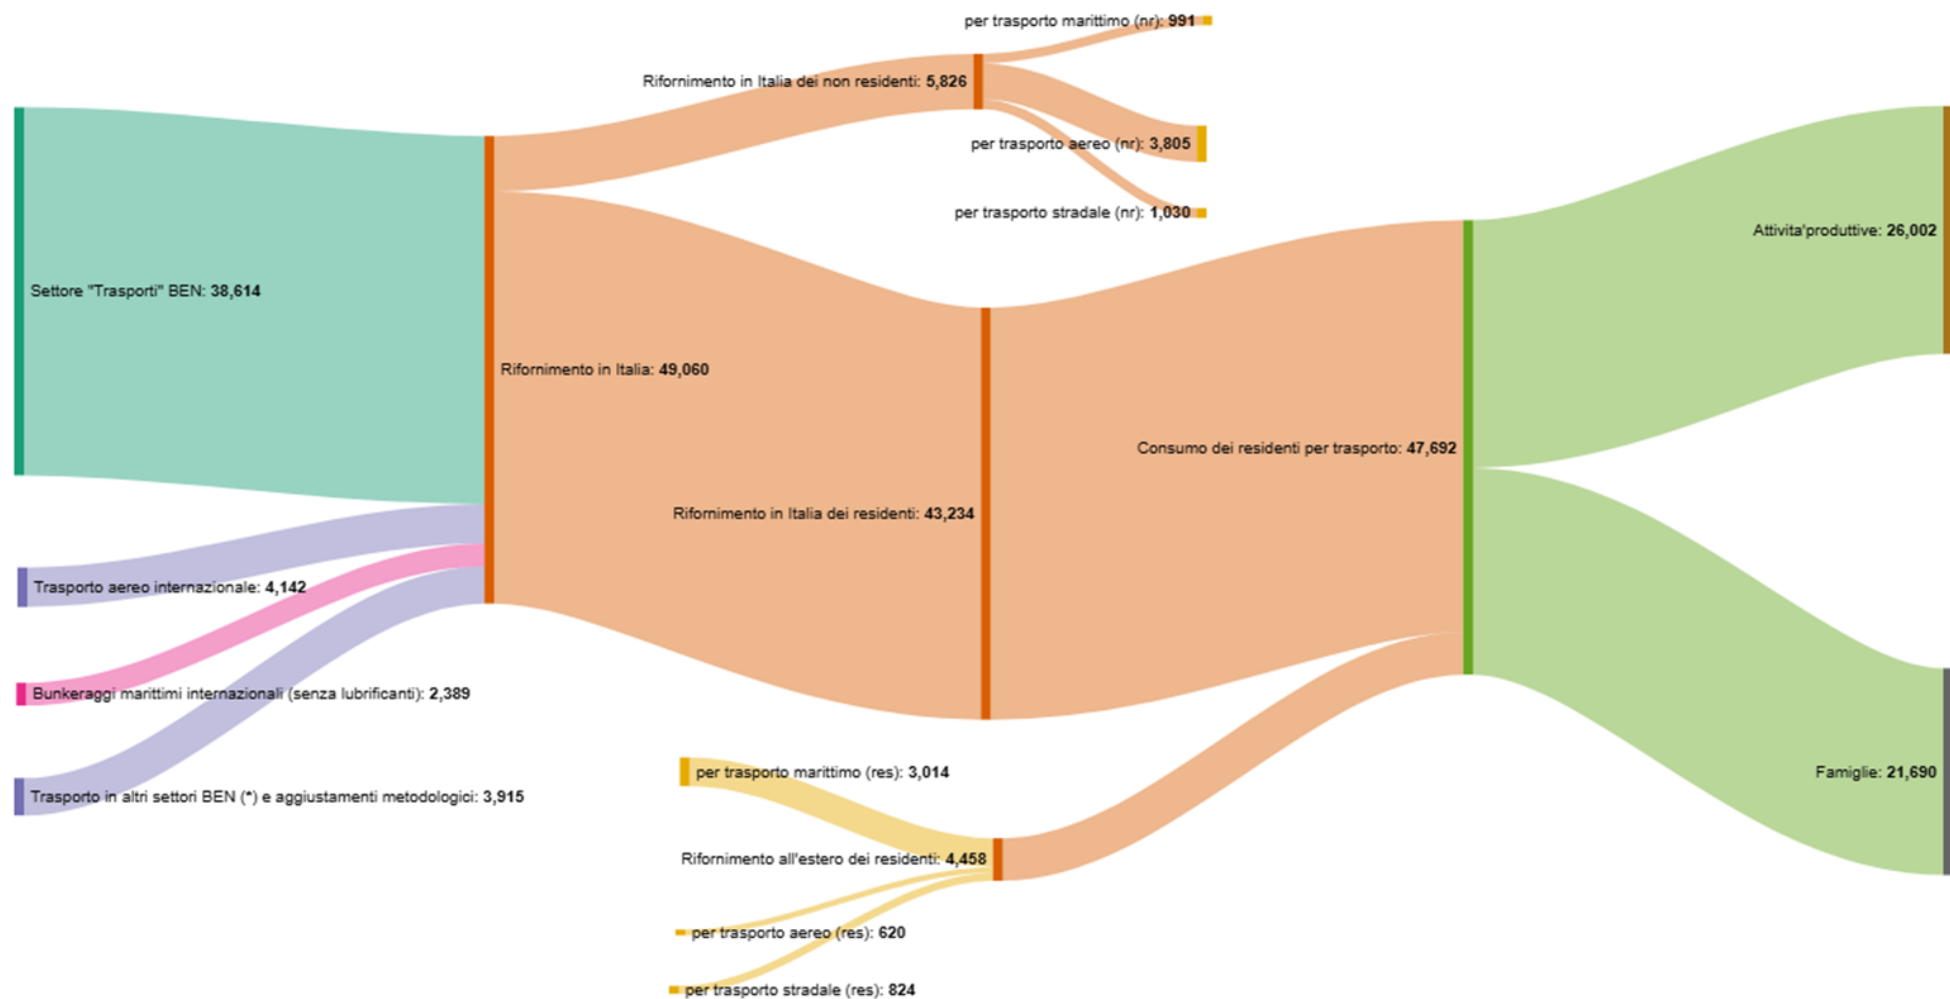 per trasporto marittimo (nr): 991
Rifornimento in Italia dei non residenti: 5,826
per trasporto aereo (nr): 3,805
per trasporto stradale (nr): 1,030
Attivita'produttive: 26,002
Settore "Trasporti" BEN: 38,614
Rifornimento in Italia: 49,060
Consumo dei residenti per trasporto: 47,692
Rifornimento in Italia dei residenti: 43,234
Trasporto aereo internazionale: 4,142
Bunkeraggi marittimi internazionali (senza lubrificanti): 2,389
per trasporto marittimo (res): 3,014
Famiglie: 21,690
Trasporto in altri settori BEN (*) e aggiustamenti metodologici: 3,915
Rifornimento all'estero dei residenti: 4,458
per trasporto aereo (res): 620
per trasporto stradale (res): 824